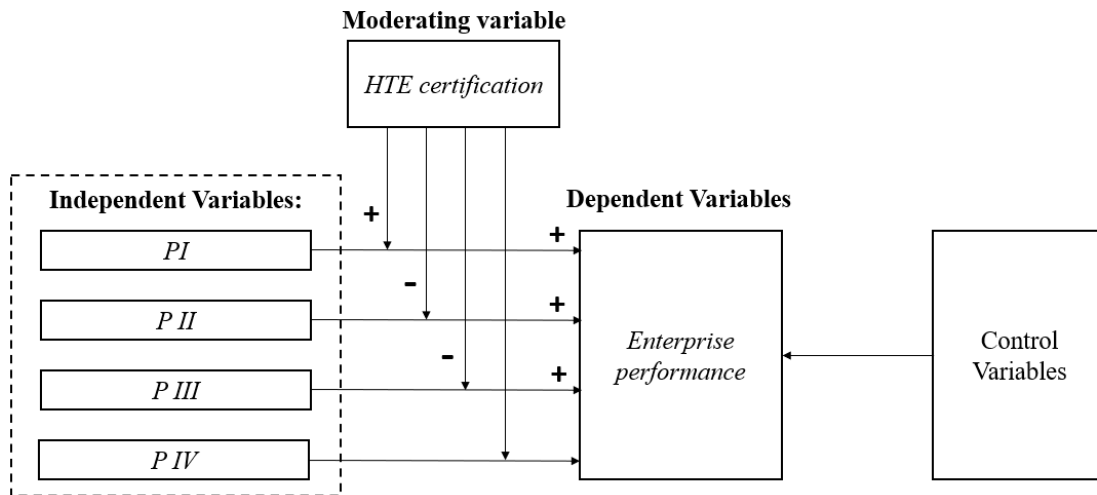 Moderating variable
HTE certification
Independent Variables:
Dependent Variables
+
PI
+
-
P II
+
Enterprise
performance
Control
Variables
-
P III
+
P IV